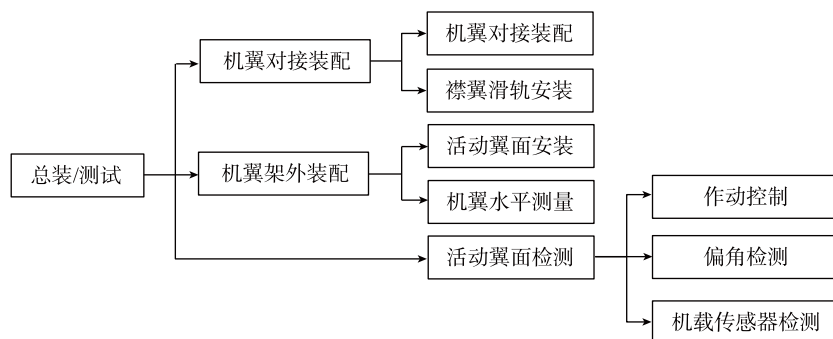 总装/测试
机翼对接装配
机翼对接装配
襟翼滑轨安装
机翼架外装配
活动翼面安装
机翼水平测量
活动翼面检测
作动控制
偏角检测
机载传感器检测